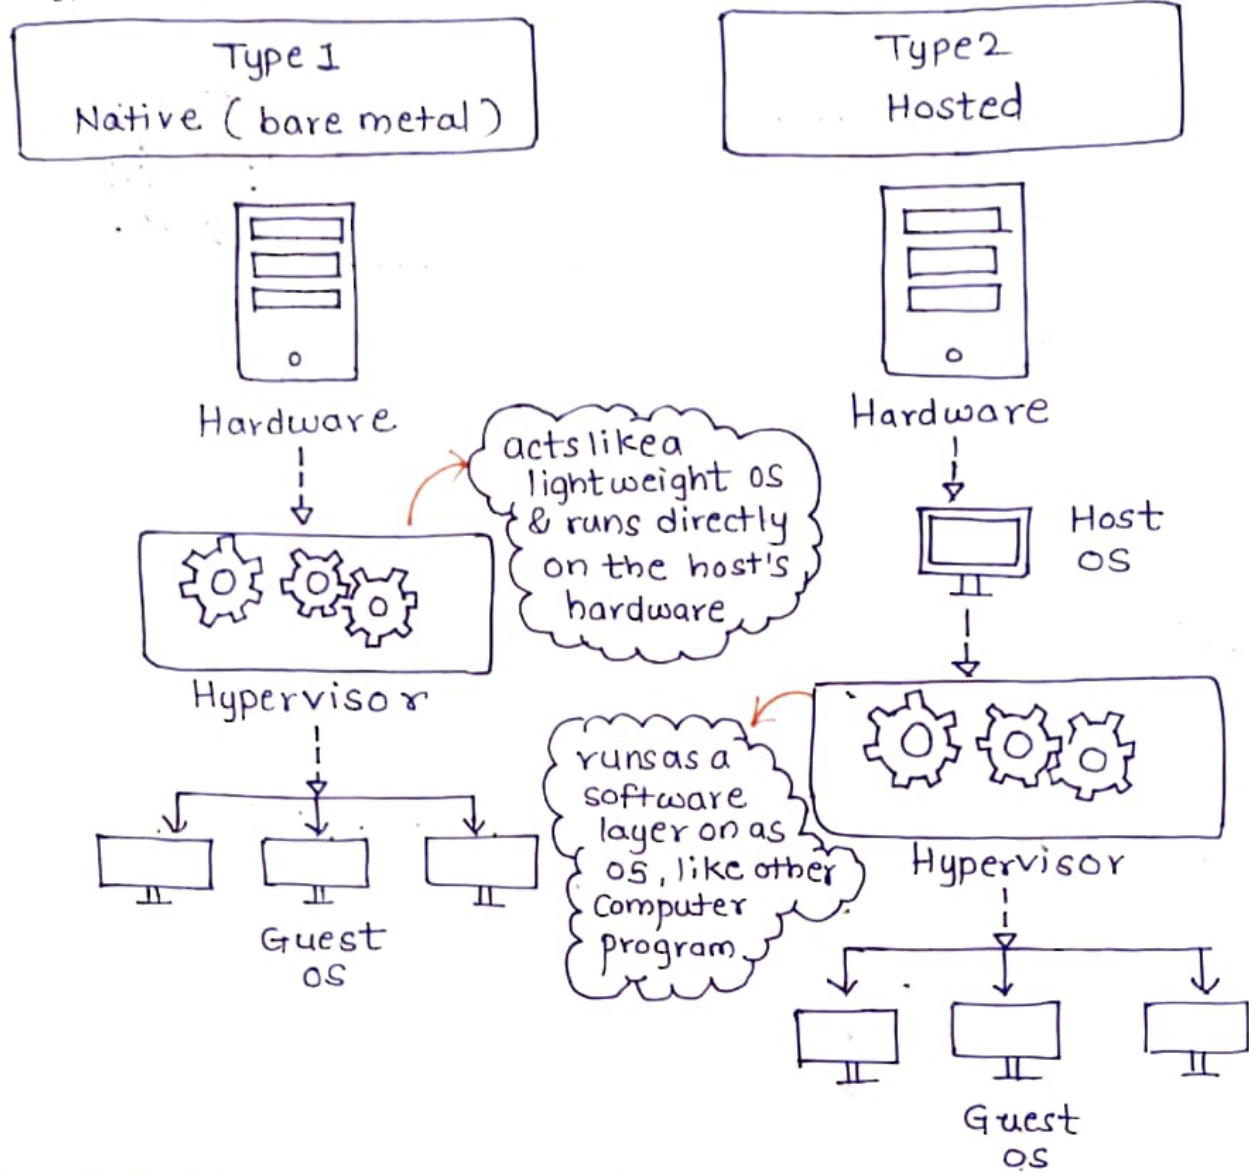 Type 1
Native (bare metal)
Hardware
acts like a
lightweight OS
& runs directly
on the host's
hardware
Hypervisor
Guest
OS
Type 2
Hosted
Hardware
Host
OS
runs as a
software
layer on as
OS, like other
Computer
program
Hypervisor
Guest
OS